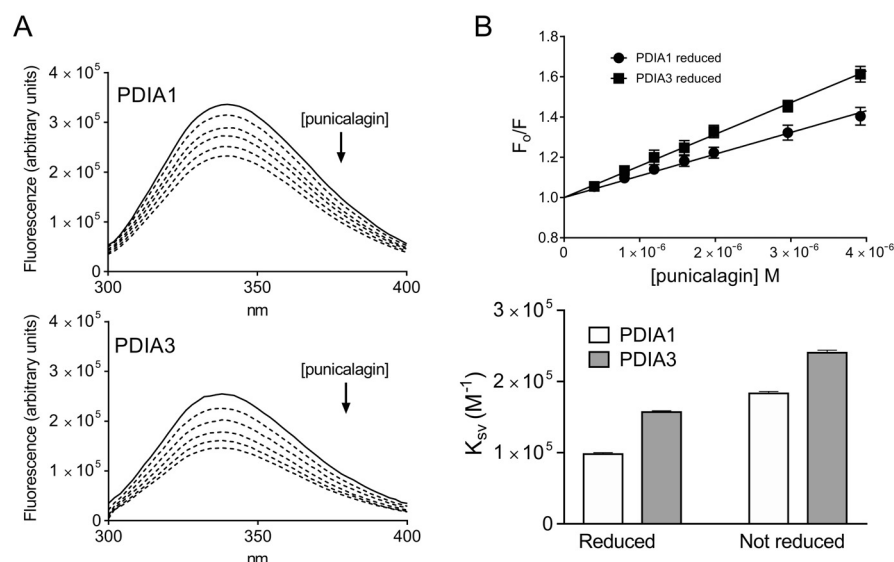 A
B
Fluorescenze (arbitrary units)
4 × 10⁵
3 × 10⁵
2 × 10⁵
1 × 10⁵
0
PDIA1
[punicalagin]
300
350
400
nm
Fluorescence (arbitrary units)
4 × 10⁵
3 × 10⁵
2 × 10⁵
1 × 10⁵
0
PDIA3
[punicalagin]
300
350
400
nm
F₀/F
1.8
1.6
1.4
1.2
1.0
0.8
PDIA1 reduced
PDIA3 reduced
0
1 × 10⁻⁶
2 × 10⁻⁶
3 × 10⁻⁶
4 × 10⁻⁶
[punicalagin] M
Ksv (M⁻¹)
3 × 10⁵
2 × 10⁵
1 × 10⁵
0
PDIA1
PDIA3
Reduced
Not reduced